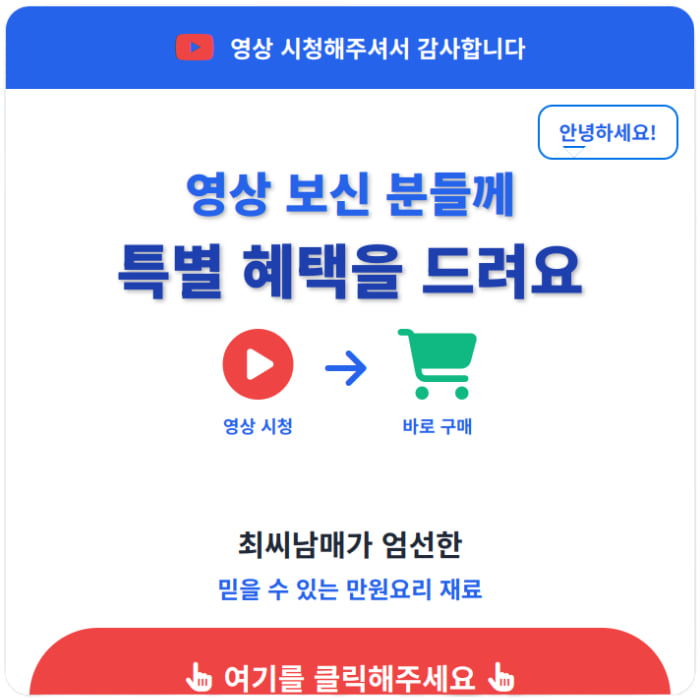 영상 시청해주셔서 감사합니다
안녕하세요!
영상 보신 분들께
특별 혜택을 드려요
영상 시청
바로 구매
최씨남매가 엄선한
믿을 수 있는 만원요리 재료
여기를 클릭해주세요